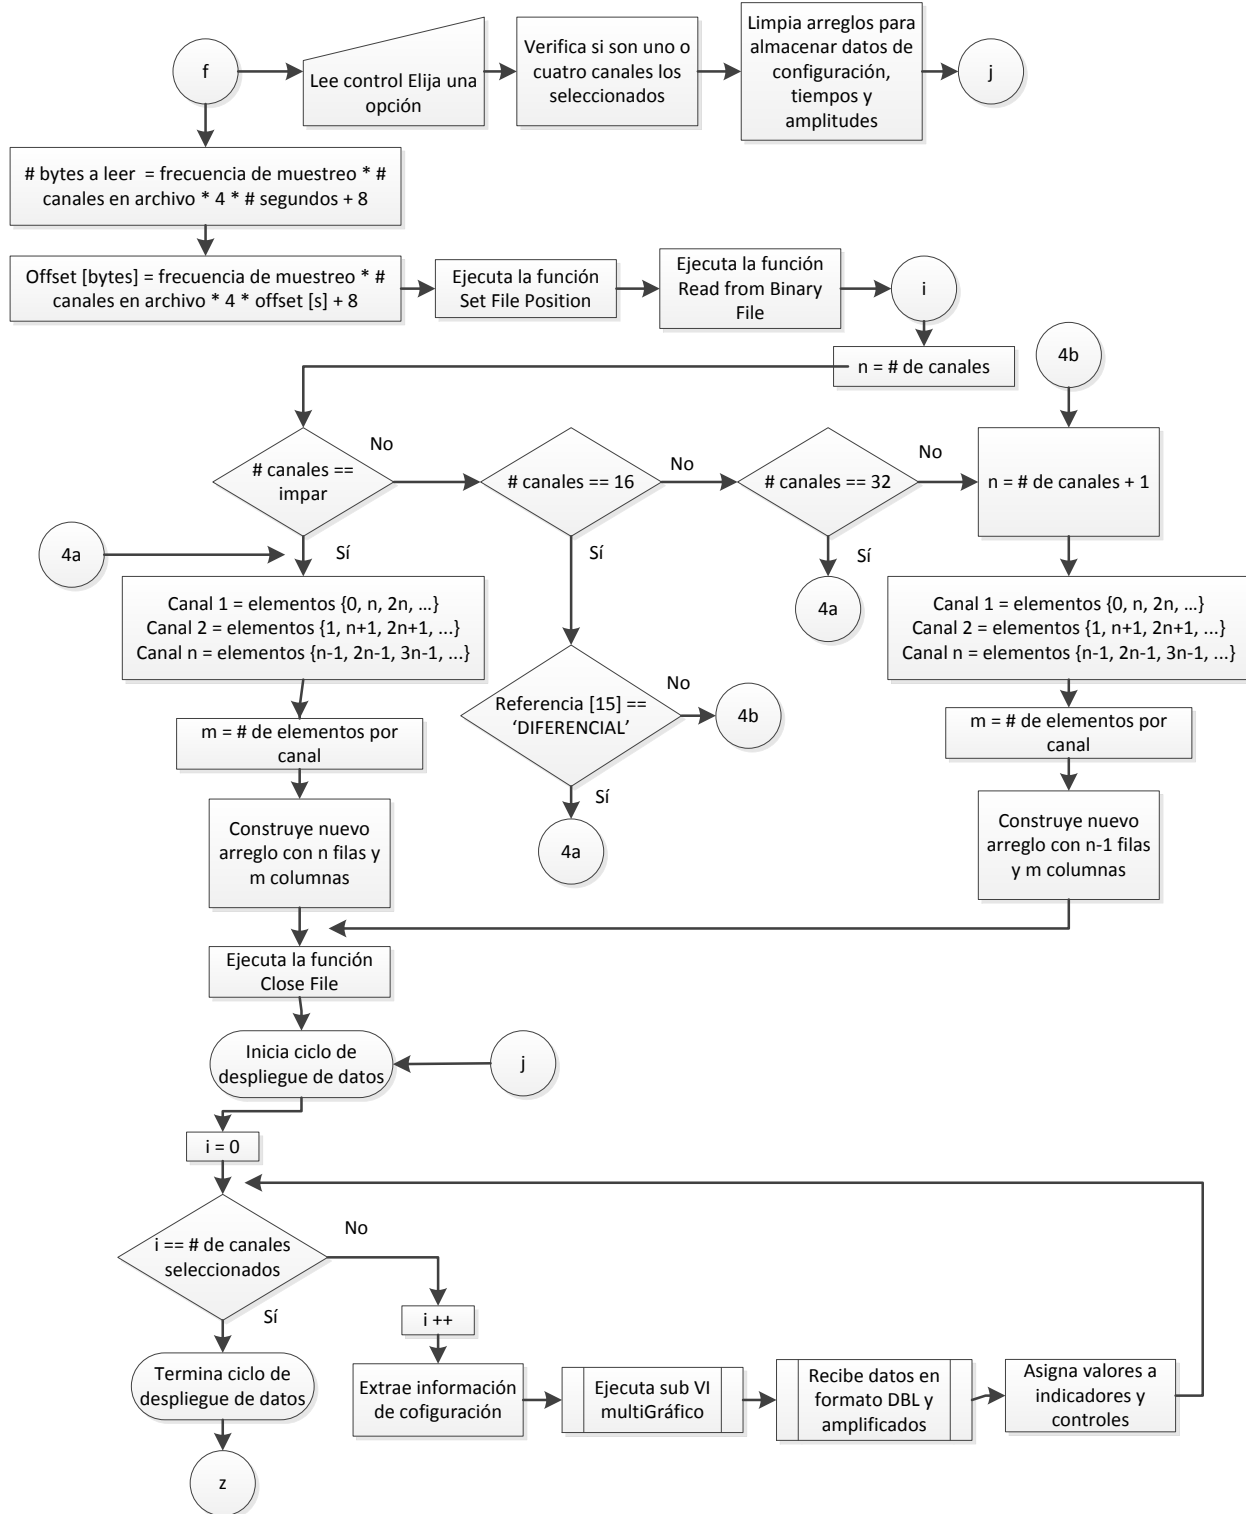 f
Lee control Elija una
opción
Verifica si son uno o
cuatro canales los
seleccionados
Limpia arreglos para
almacenar datos de
configuración,
tiempos y
amplitudes
j
# bytes a leer = frecuencia de muestreo * #
canales en archivo * 4 * # segundos + 8
Offset [bytes] = frecuencia de muestreo * #
canales en archivo * 4 * offset [s] + 8
Ejecuta la función
Set File Position
Ejecuta la función
Read from Binary
File
i
n = # de canales
4b
# canales ==
impar
No
# canales == 16
No
# canales == 32
No
n = # de canales + 1
4a
Sí
Sí
Sí
4a
Canal 1 = elementos {0, n, 2n, …}
Canal 2 = elementos {1, n+1, 2n+1, ...}
Canal n = elementos {n-1, 2n-1, 3n-1, ...}
Canal 1 = elementos {0, n, 2n, …}
Canal 2 = elementos {1, n+1, 2n+1, ...}
Canal n = elementos {n-1, 2n-1, 3n-1, ...}
Referencia [15] ==
‘DIFERENCIAL’
No
4b
Sí
4a
m = # de elementos por
canal
m = # de elementos por
canal
Construye nuevo
arreglo con n filas y
m columnas
Construye nuevo
arreglo con n-1 filas
y m columnas
Ejecuta la función
Close File
Inicia ciclo de
despliegue de datos
j
i = 0
i == # de canales
seleccionados
No
Sí
i ++
Termina ciclo de
despliegue de datos
Extrae información
de cofiguración
Ejecuta sub VI
multiGráfico
Recibe datos en
formato DBL y
amplificados
Asigna valores a
indicadores y
controles
z